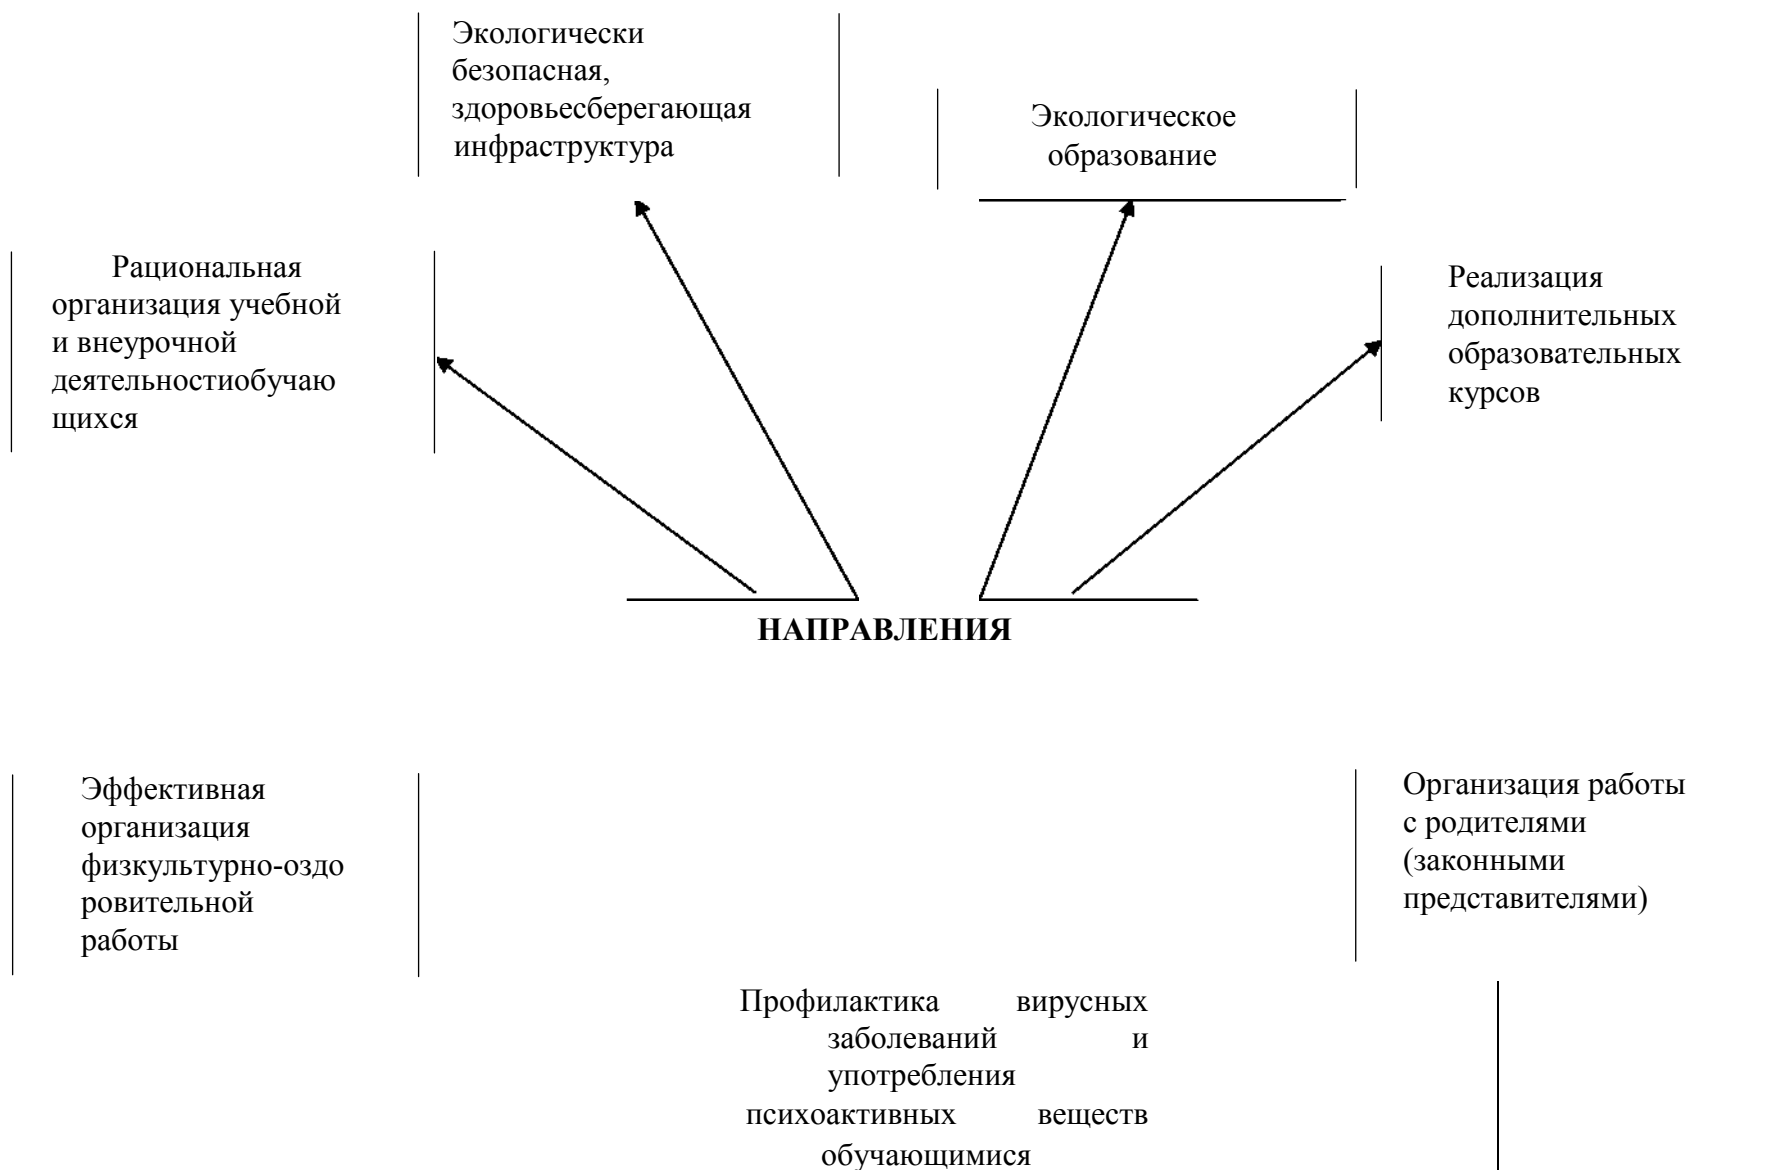 Экологически
безопасная,
здоровьесберегающая
инфраструктура
Экологическое
образование
Рациональная
организация учебной
и внеурочной
деятельностиобучаю
щихся
Реализация
дополнительных
образовательных
курсов
НАПРАВЛЕНИЯ
Эффективная
организация
физкультурно-оздо
ровительной
работы
Организация работы
с родителями
(законными
представителями)
Профилактика вирусных
заболеваний и
употребления
психоактивных веществ
обучающимися